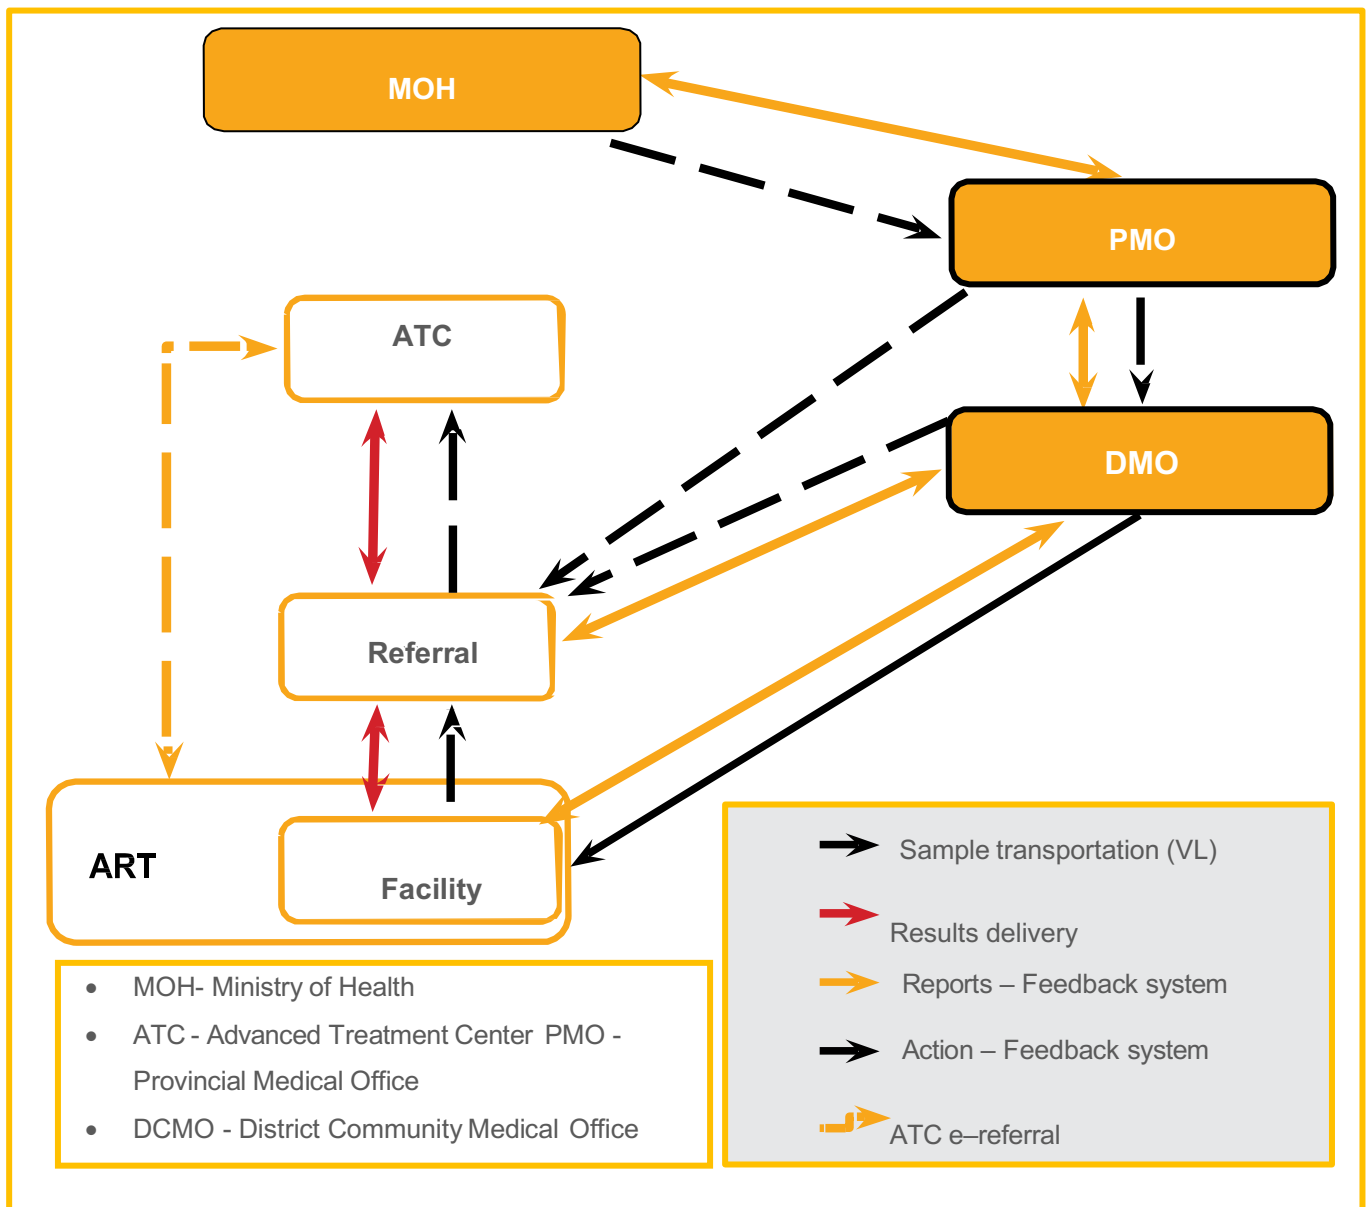 MOH
PMO
ATC
DMO
Referral
ART
Facility
Sample transportation (VL)
Results delivery
Reports – Feedback system
Action – Feedback system
ATC e–referral
• MOH- Ministry of Health
• ATC - Advanced Treatment Center PMO -
Provincial Medical Office
• DCMO - District Community Medical Office